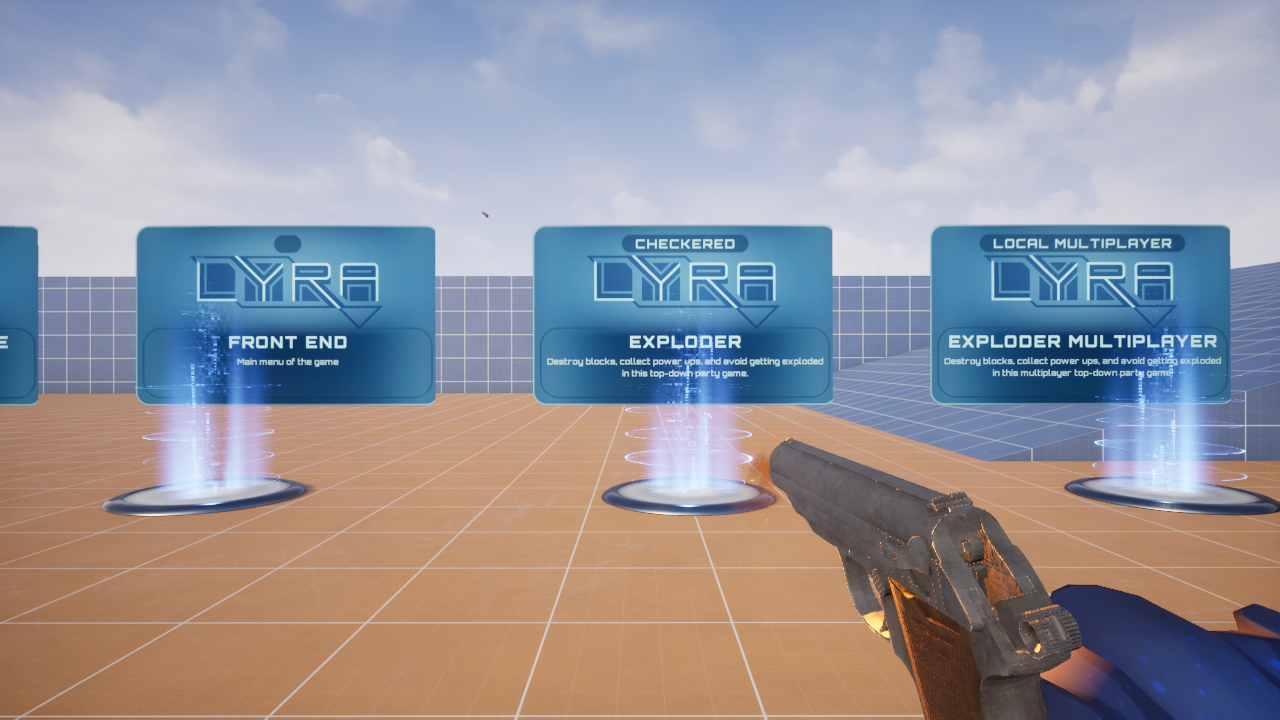 E
LYRA
FRONT END
Main menu of the game
CHECKERED
LYRA
EXPLODER
Destroy blocks, collect power ups, and avoid getting exploded
in this top-down party game.
LOCAL MULTIPLAYER
LYRA
EXPLODER MULTIPLAYER
Destroy blocks, collect power ups, and avoid getting exploded
in this multiplayer top-down party game.